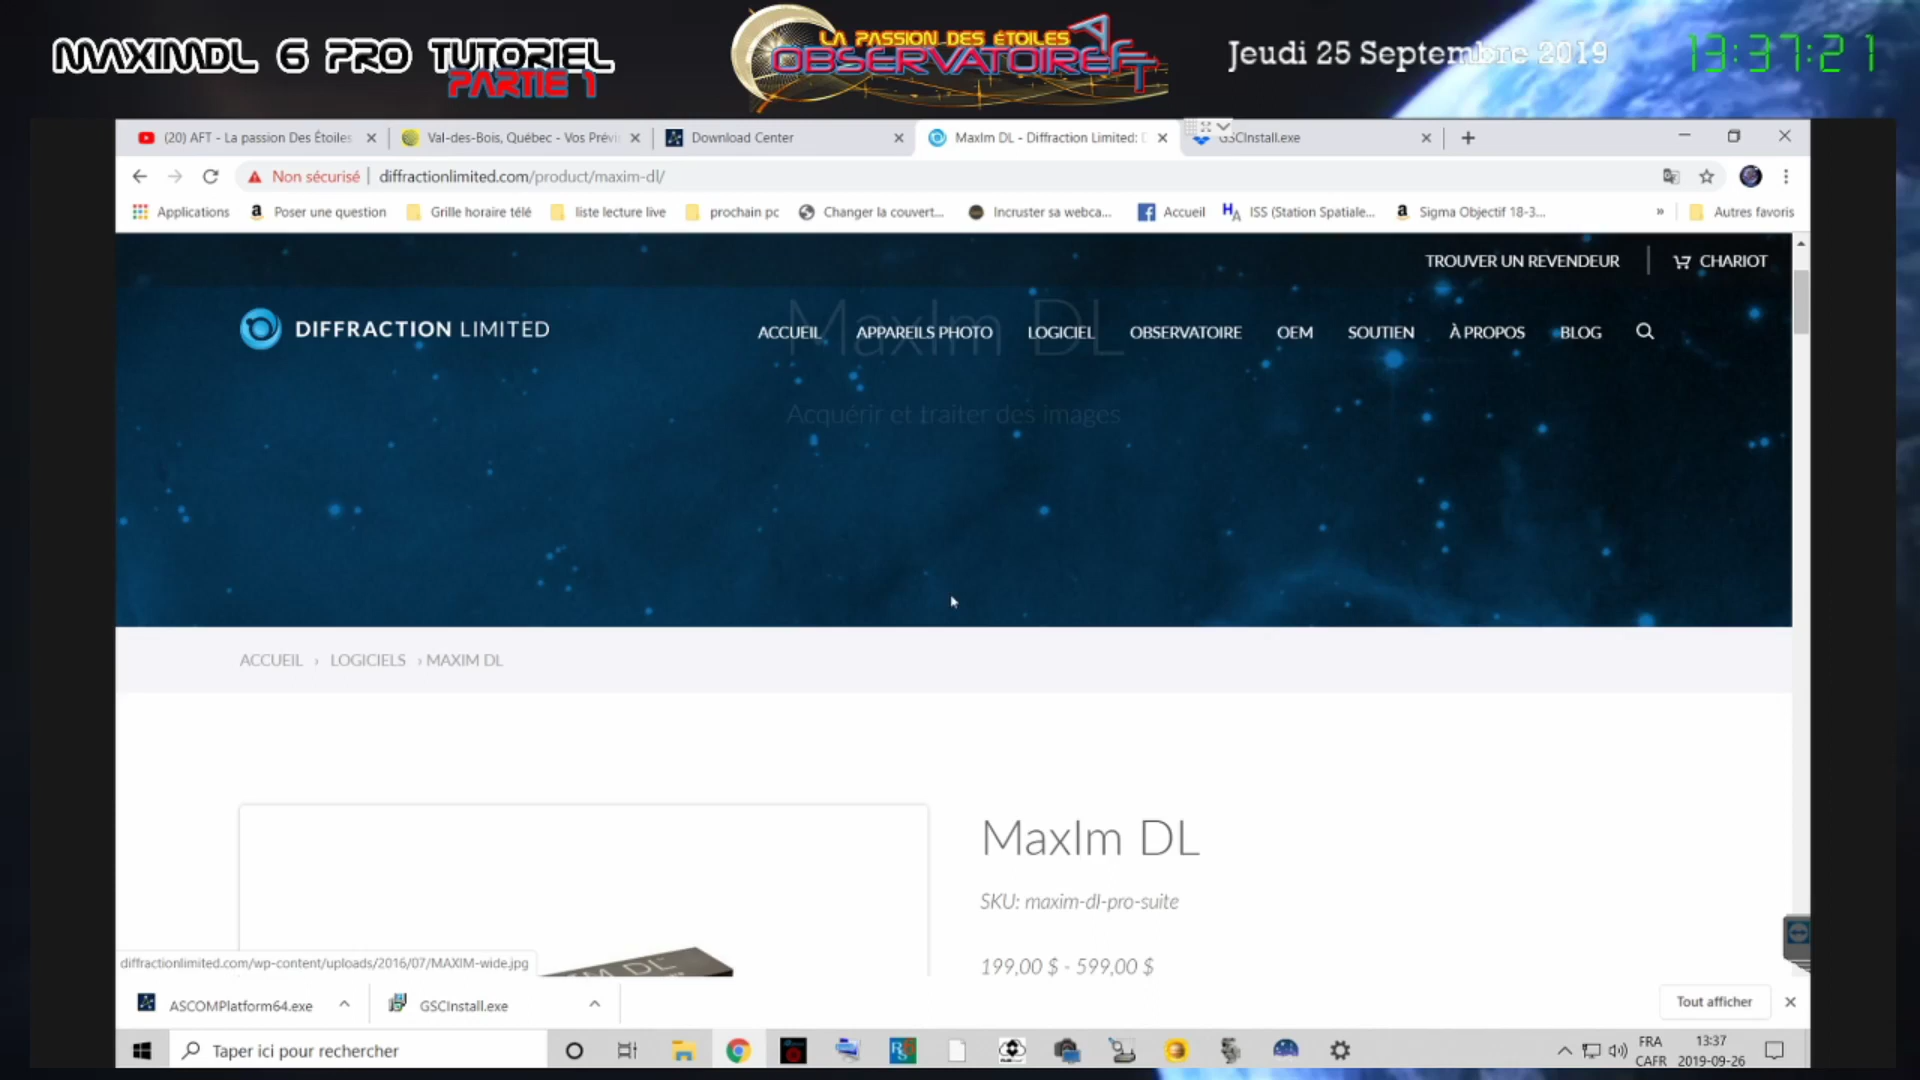 MAXIMDL 6 PRO TUTORIEL
PARTIE 1
LA PASSION DES ÉTOILES
OBSERVATOIRE AFT
Jeudi 25 Septembre 2019
13:37:21
(20) AFT - La passion Des Étoiles
Val-des-Bois, Québec - Vos Prévi
Download Center
MaxIm DL - Diffraction Limited:
GSCInstall.exe
Non sécurisé
diffractionlimited.com/product/maxim-dl/
Applications
Poser une question
Grille horaire télé
liste lecture live
prochain pc
Changer la couvert...
Incruster sa webca...
Accueil
ISS (Station Spatiale...
Sigma Objectif 18-3...
»
Autres favoris
TROUVER UN REVENDEUR
CHARIOT
DIFFRACTION LIMITED
MaxIm DL
ACCUEIL
APPAREILS PHOTO
LOGICIEL
OBSERVATOIRE
OEM
SOUTIEN
À PROPOS
BLOG
Acquérir et traiter des images
ACCUEIL › LOGICIELS › MAXIM DL
MaxIm DL
SKU: maxim-dl-pro-suite
199,00 $ - 599,00 $
diffractionlimited.com/wp-content/uploads/2016/07/MAXIM-wide.jpg
ASCOMPlatform64.exe
GSCInstall.exe
Tout afficher
Taper ici pour rechercher
FRA
CAFR
13:37
2019-09-26